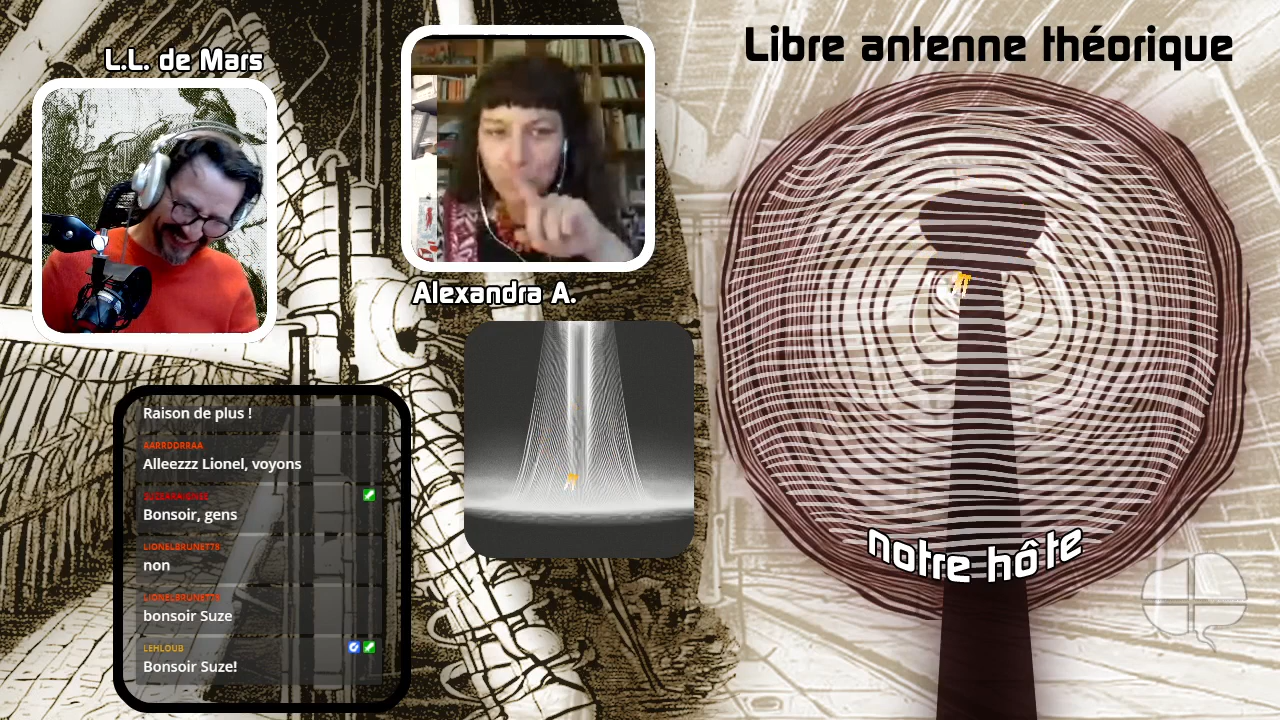 L.L. de Mars
Libre antenne théorique
Alexandra A.
Raison de plus !
AARRDDRRAA
Alleezzz Lionel, voyons
Bonsoir, gens
LIONELBRUNET78
non
LIONELBRUNET78
bonsoir Suze
LEHLOUB
Bonsoir Suze!
notre hôte